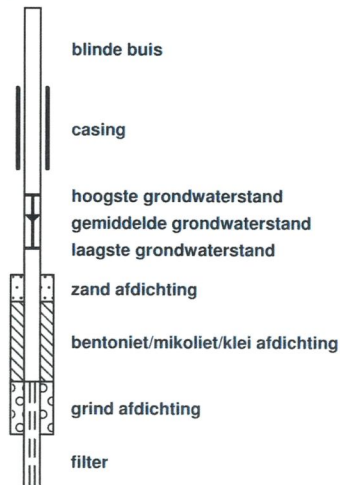 blinde buis
casing
hoogste grondwaterstand
gemiddelde grondwaterstand
laagste grondwaterstand
zand afdichting
bentoniet/mikoliet/klei afdichting
grind afdichting
filter